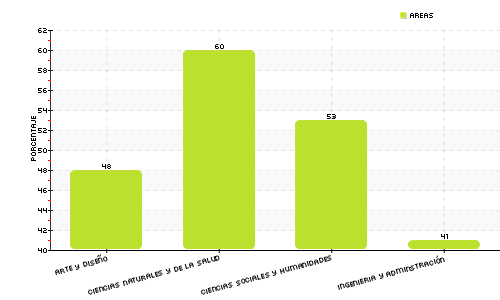 AREAS
PORCENTAJE
62
60
58
56
54
52
50
48
46
44
42
40
48
60
53
41
ARTE Y DISEÑO
CIENCIAS NATURALES Y DE LA SALUD
CIENCIAS SOCIALES Y HUMANIDADES
INGENIERIA Y ADMINSTRACIÓN